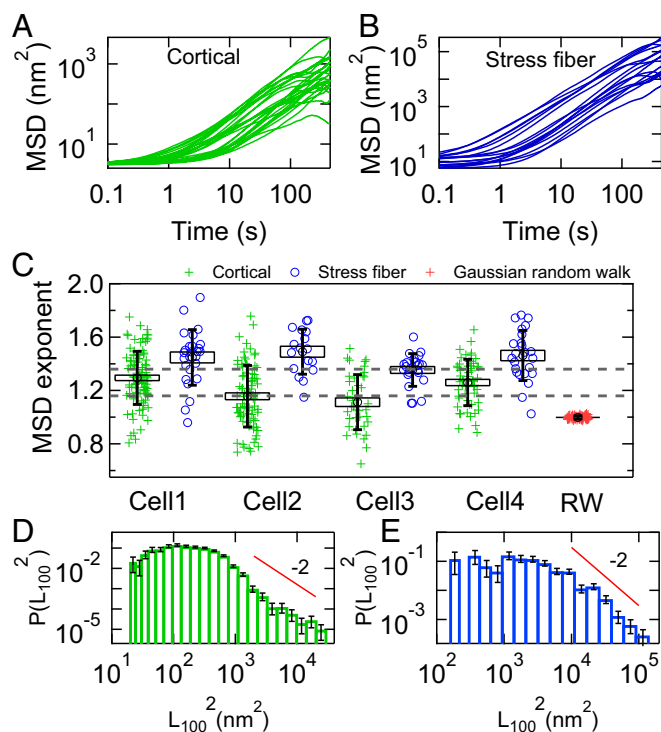 A
B
MSD (nm²)
10³
10¹
Cortical
0.1 1 10 100
Time (s)
MSD (nm²)
10⁵
10⁴
10³
10²
10¹
10⁰
Stress fiber
0.1 1 10 100
Time (s)
C
+ Cortical ○ Stress fiber + Gaussian random walk
MSD exponent
2.0
1.6
1.2
0.8
Cell1 Cell2 Cell3 Cell4 RW
D
E
P(L₁₀₀²)
10⁻²
10⁻⁵
-2
10¹ 10² 10³ 10⁴
L₁₀₀² (nm²)
P(L₁₀₀²)
10⁻¹
10⁻³
-2
10² 10³ 10⁴ 10⁵
L₁₀₀² (nm²)